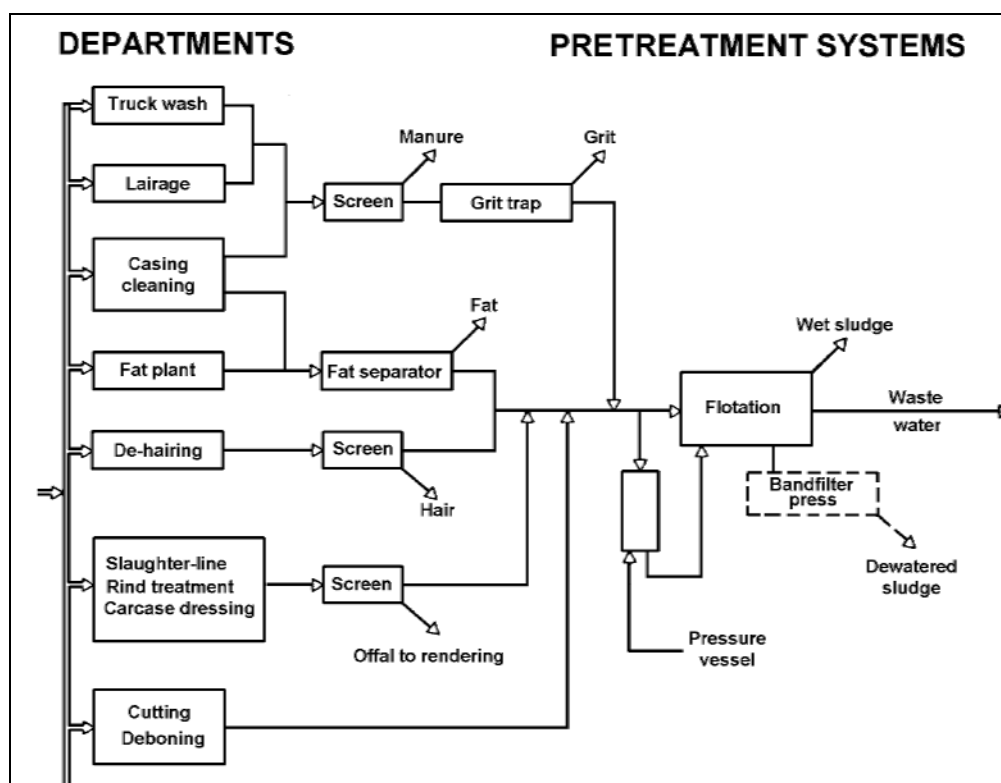 DEPARTMENTS
PRETREATMENT SYSTEMS
Truck wash
Lairage
Casing
cleaning
Fat plant
De-hairing
Slaughter-line
Rind treatment
Carcase dressing
Cutting
Deboning
Manure
Screen
Grit
Grit trap
Fat
Fat separator
Screen
Hair
Screen
Offal to rendering
Wet sludge
Flotation
Waste
water
Bandfilter
press
Dewatered
sludge
Pressure
vessel